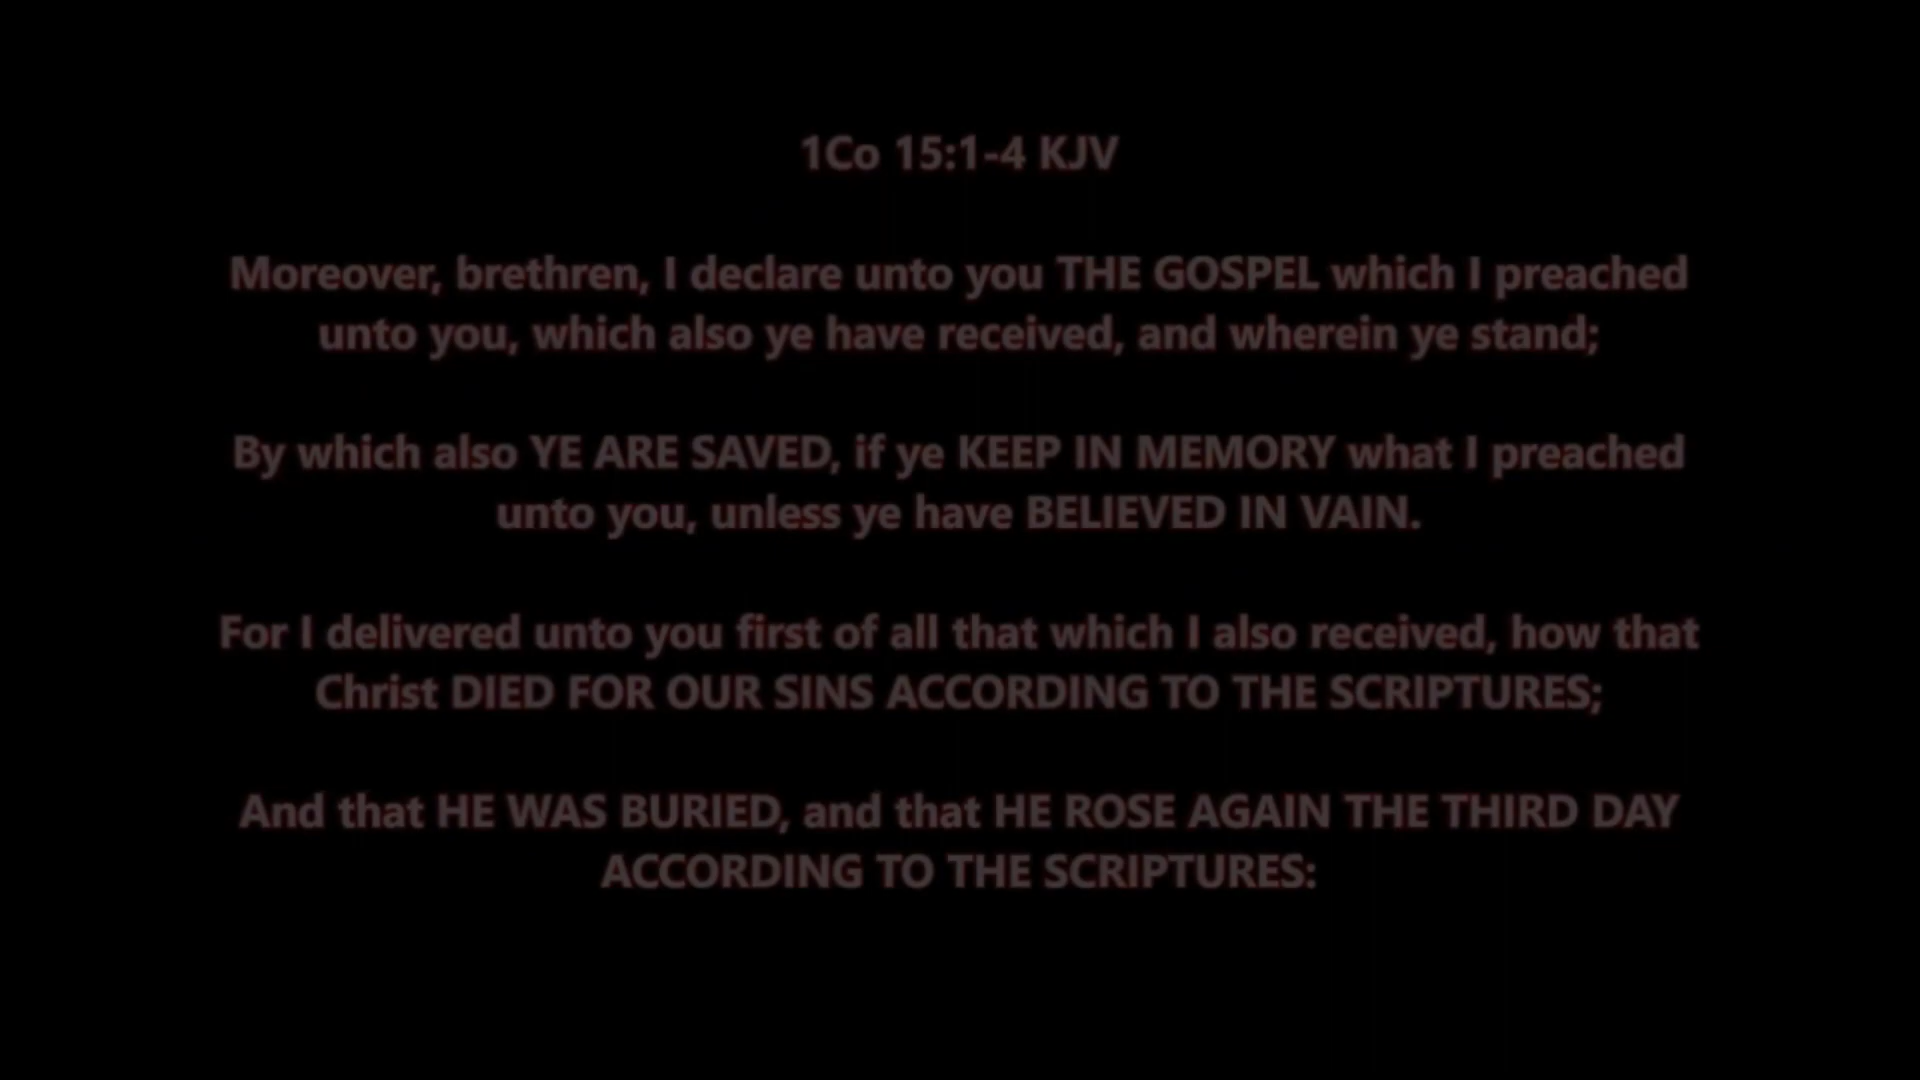 1Co 15:1-4 KJV
Moreover, brethren, I declare unto you THE GOSPEL which I preached
unto you, which also ye have received, and wherein ye stand;
By which also YE ARE SAVED, if ye KEEP IN MEMORY what I preached
unto you, unless ye have BELIEVED IN VAIN.
For I delivered unto you first of all that which I also received, how that
Christ DIED FOR OUR SINS ACCORDING TO THE SCRIPTURES;
And that HE WAS BURIED, and that HE ROSE AGAIN THE THIRD DAY
ACCORDING TO THE SCRIPTURES: